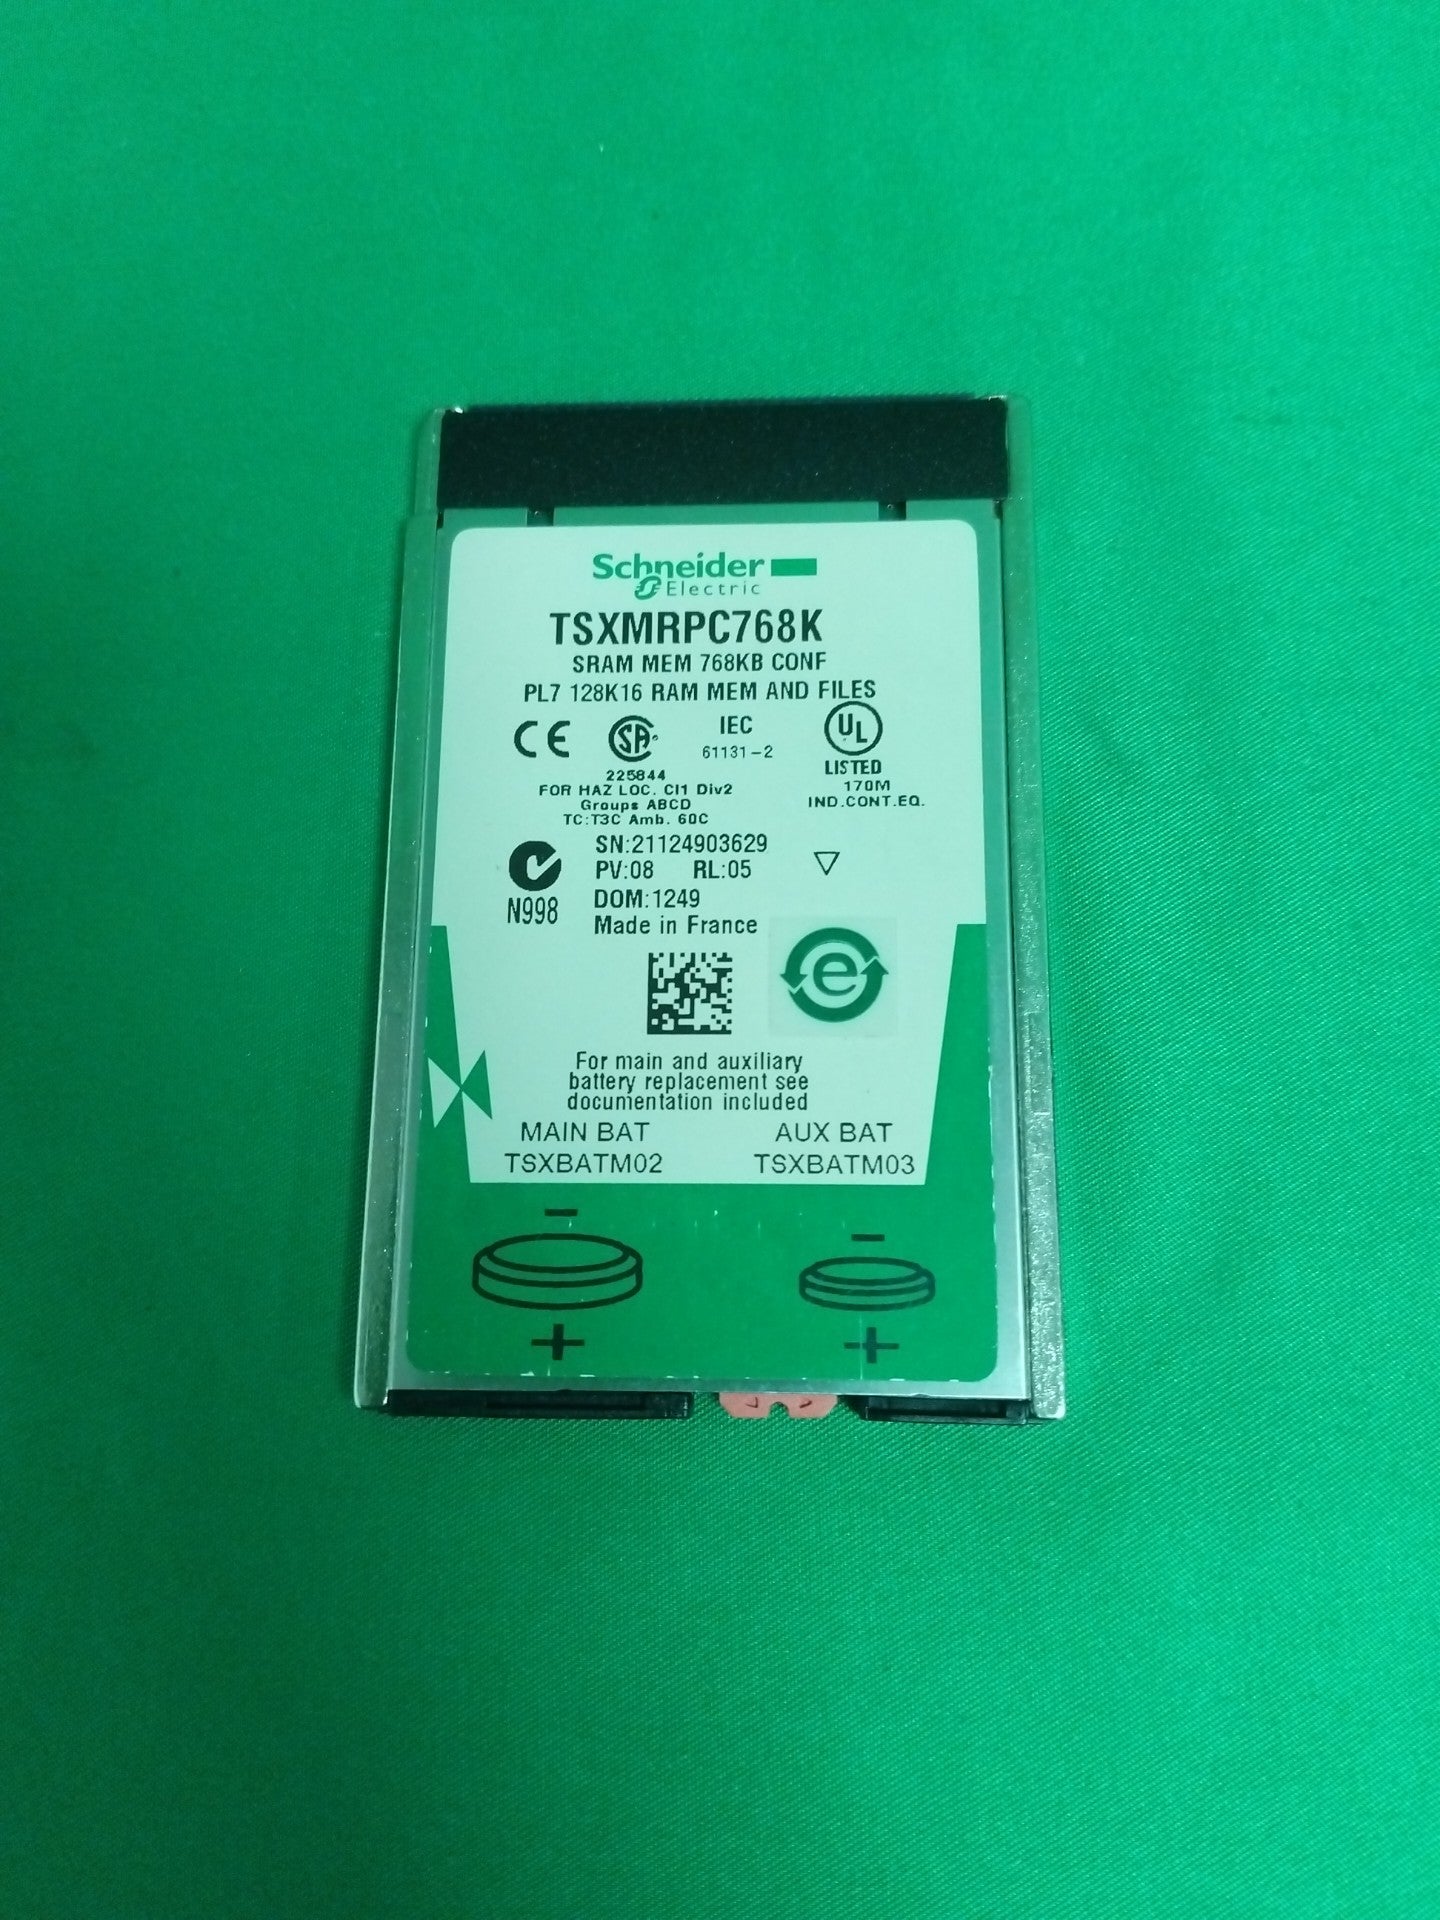 Schneider
Electric
TSXMRPC768K
SRAM MEM 768KB CONF
PL7 128K16 RAM MEM AND FILES
CE SA IEC UL
61131-2
LISTED
225844
170M
FOR HAZ LOC. Cl1 Div2
IND.CONT.EQ.
Groups ABCD
TC:T3C Amb. 60C
SN:21124903629
PV:08 RL:05
DOM:1249
N998
Made in France
e
For main and auxiliary
battery replacement see
documentation included
MAIN BAT AUX BAT
TSXBATM02 TSXBATM03
- -
+ +